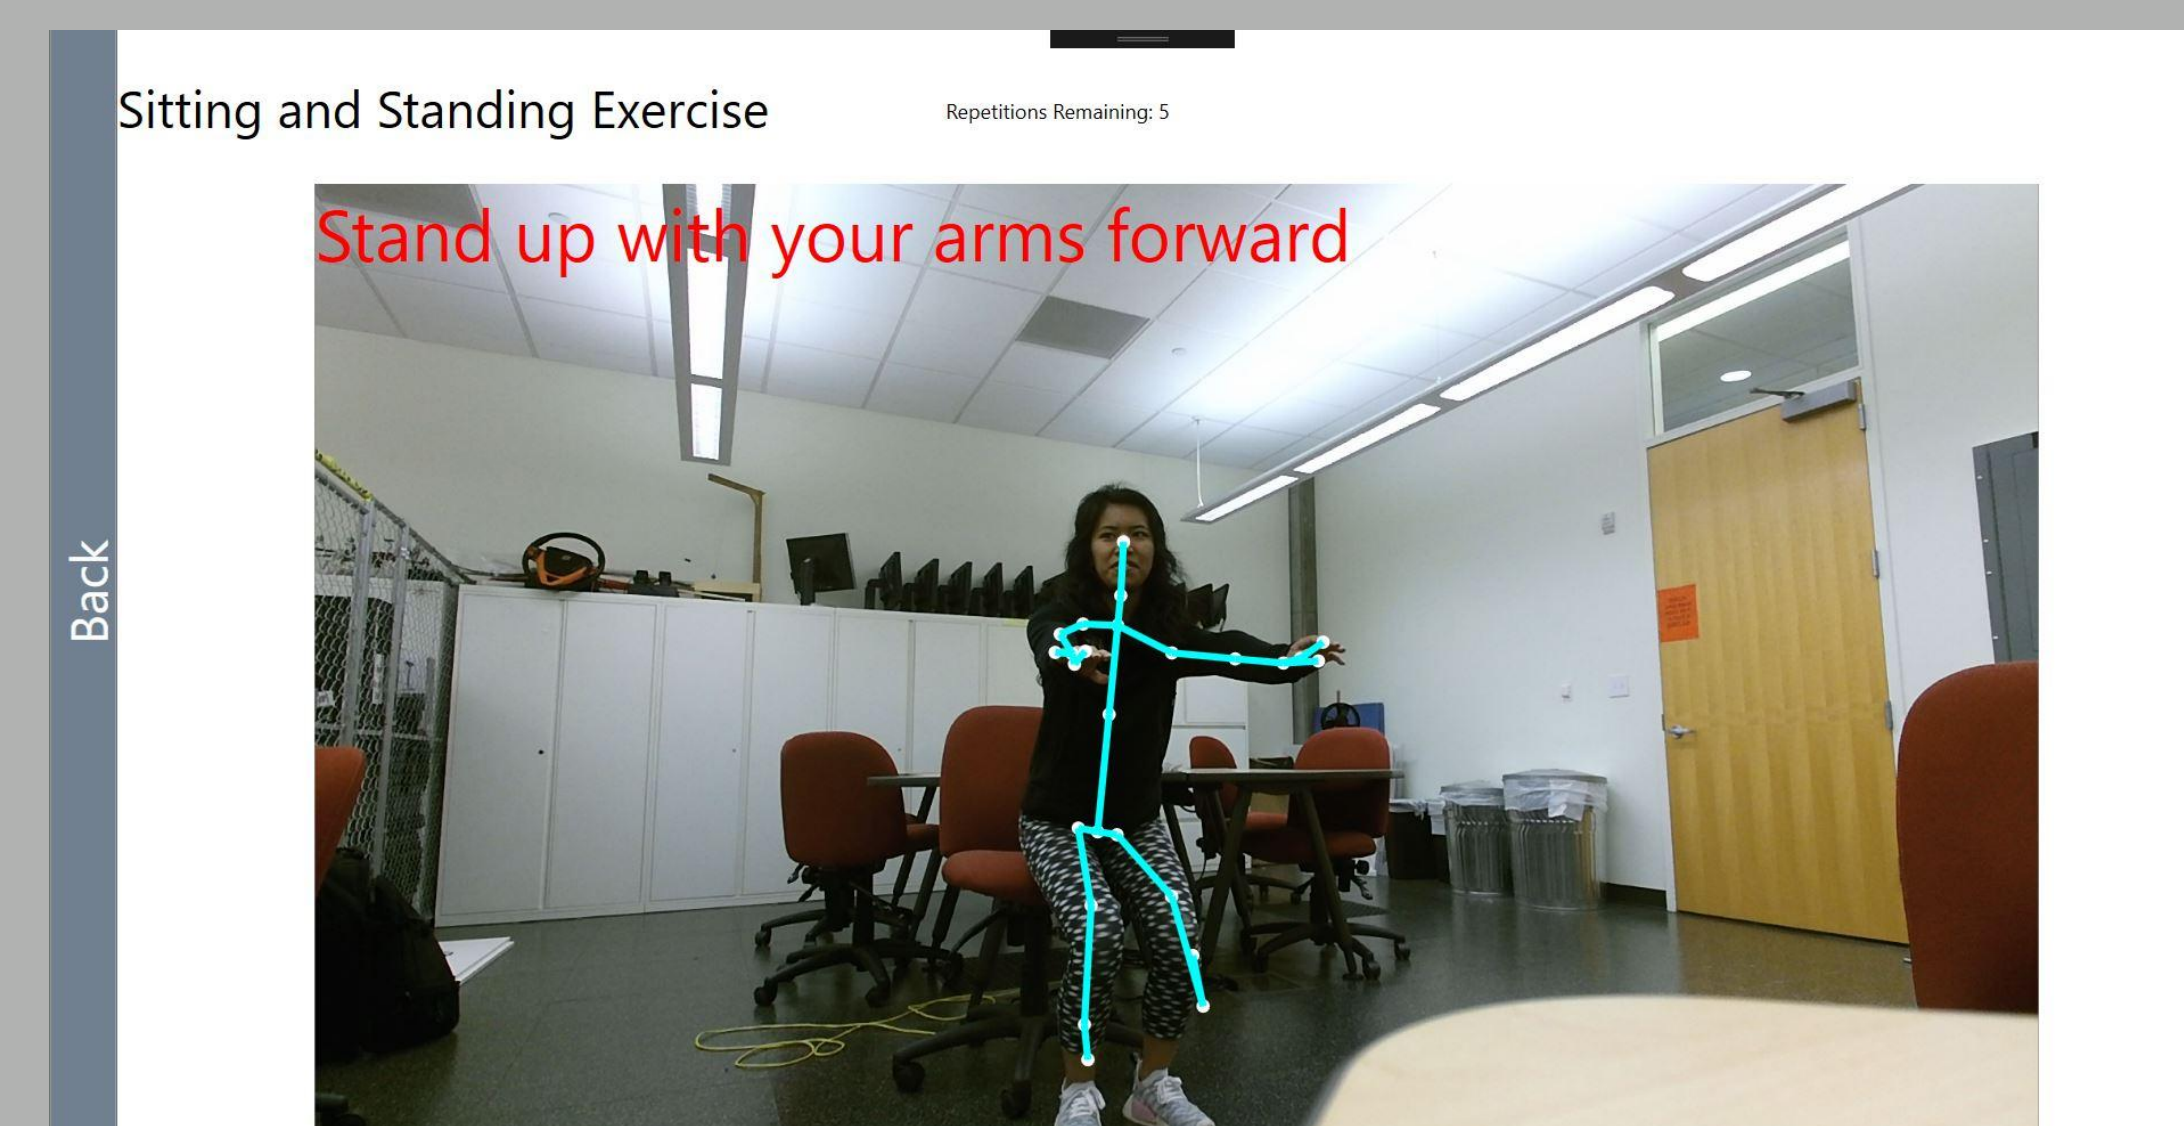 Sitting and Standing Exercise
Repetitions Remaining: 5
Stand up with your arms forward
Back